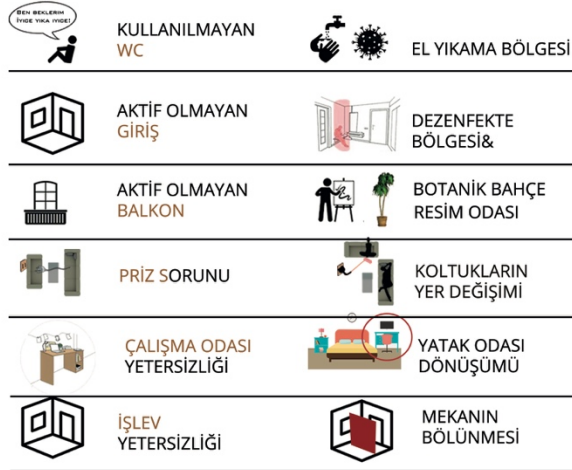 BEN BEKLERİM
İYİCE YIKA İYİCE!
KULLANILMAYAN
WC
EL YIKAMA BÖLGESİ
AKTİF OLMAYAN
GİRİŞ
DEZENFEKTE
BÖLGESİ&
AKTİF OLMAYAN
BALKON
BOTANİK BAHÇE
RESİM ODASI
PRİZ SORUNU
KOLTUKLARIN
YER DEĞİŞİMİ
ÇALIŞMA ODASI
YETERSİZLİĞİ
YATAK ODASI
DÖNÜŞÜMÜ
İŞLEV
YETERSİZLİĞİ
MEKANIN
BÖLÜNMESİ